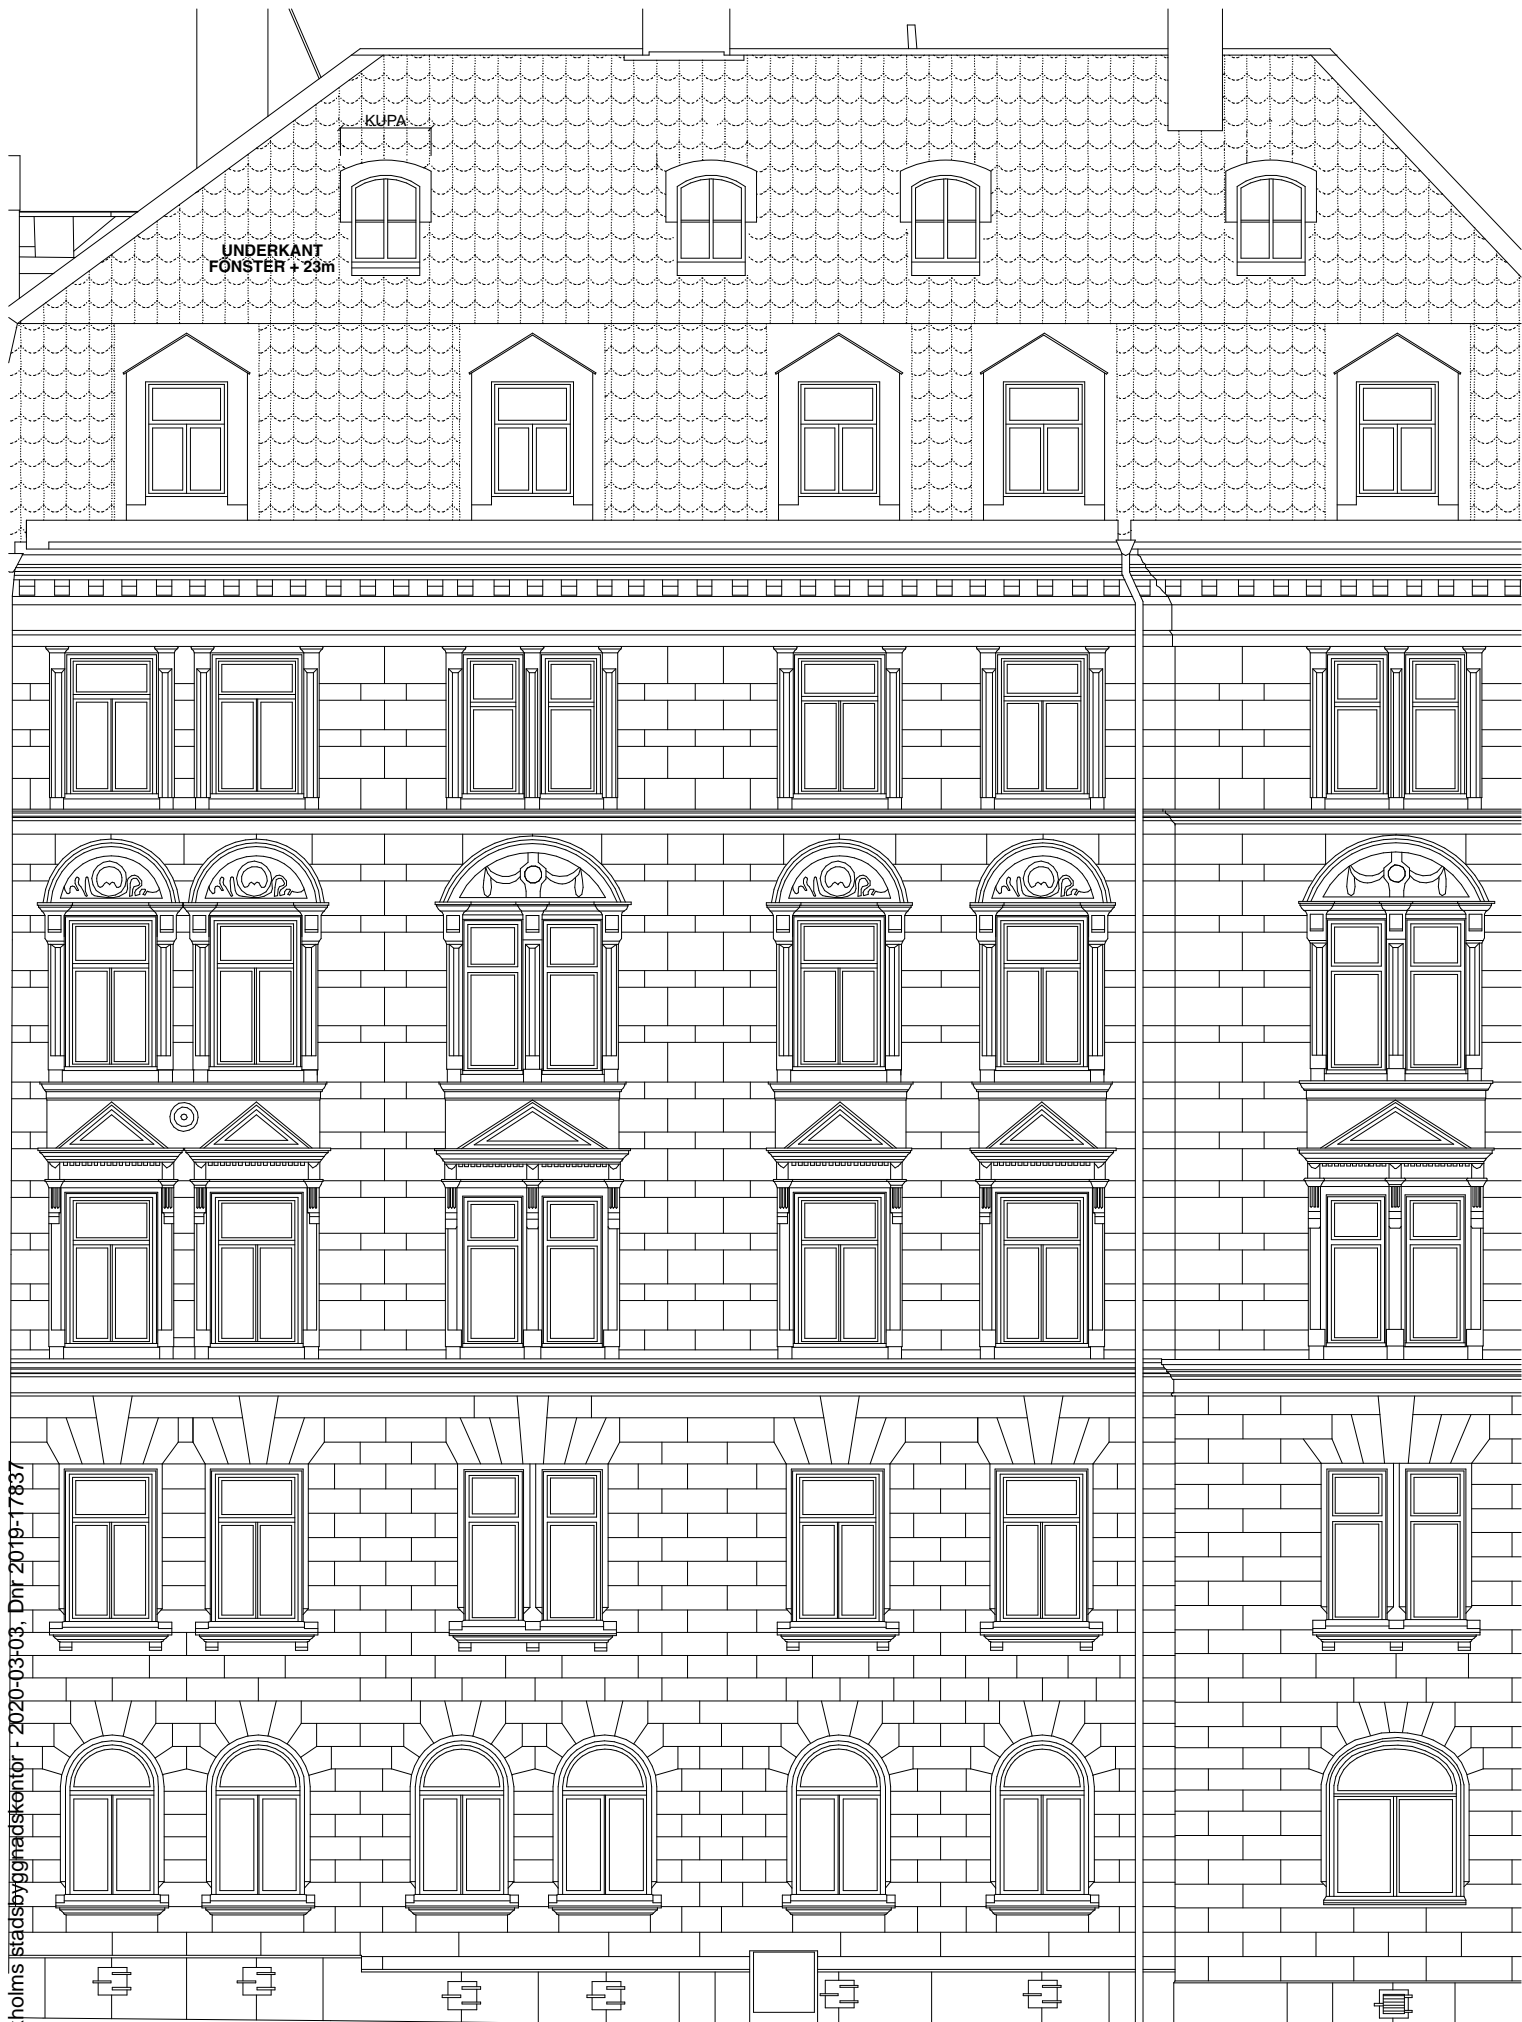 KUPA
UNDERKANT
FÖNSTER + 23m
holms stadsbyggnadskontor - 2020-03-03, Dnr 2019-17837